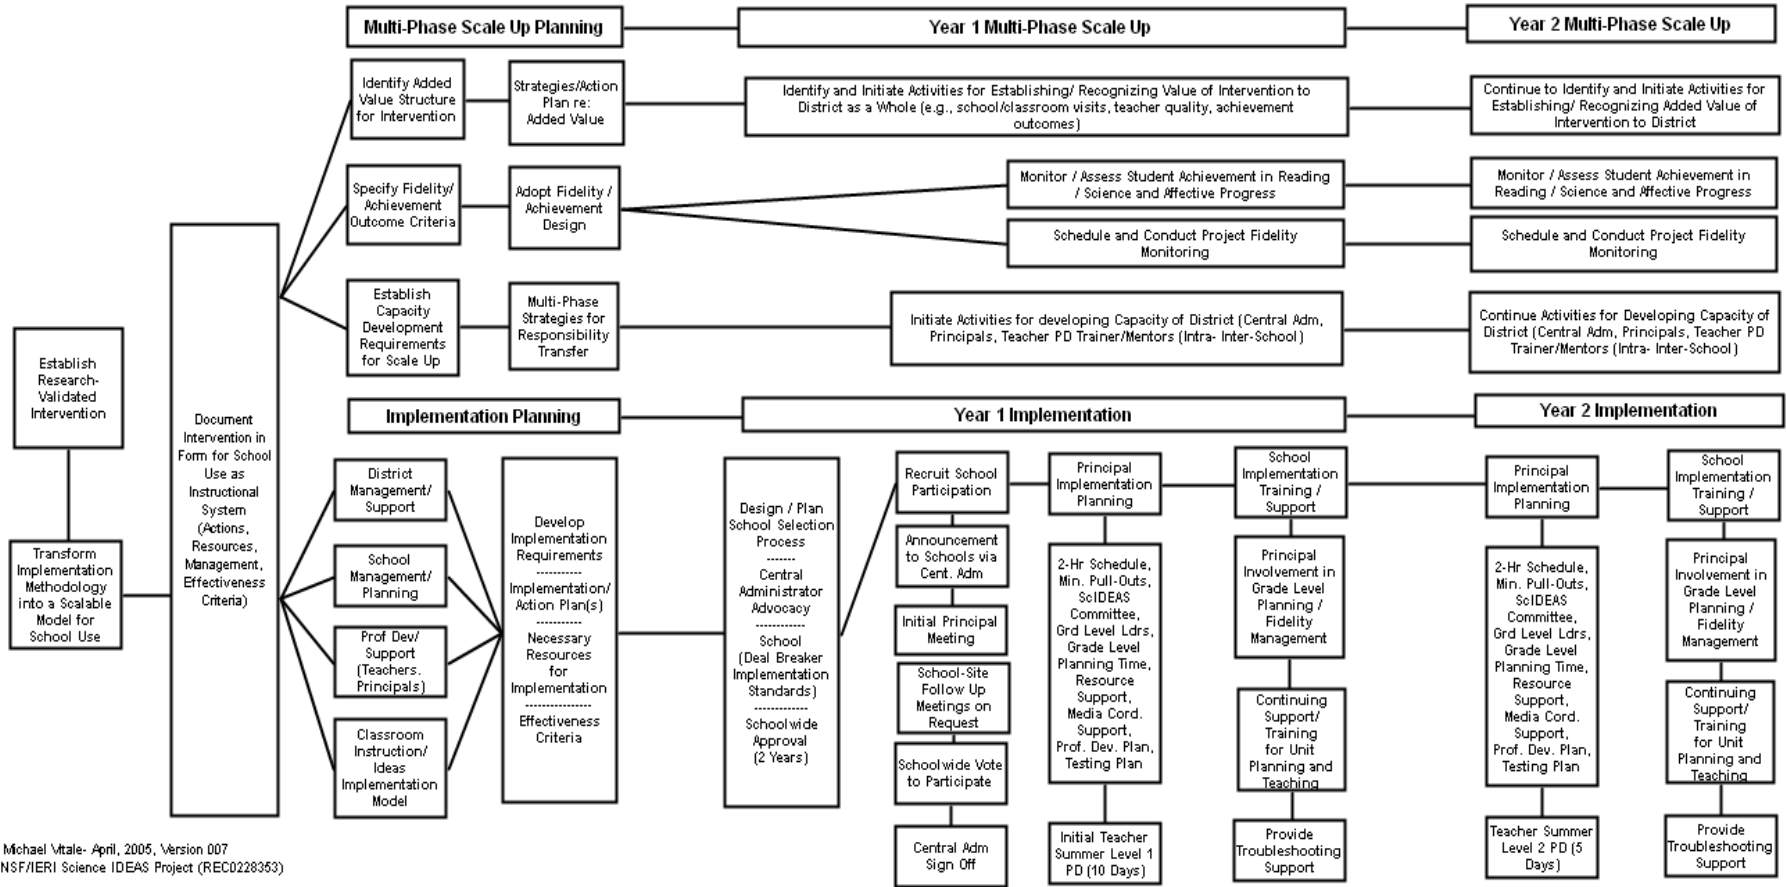 Multi-Phase Scale Up Planning
Year 1 Multi-Phase Scale Up
Year 2 Multi-Phase Scale Up
Identify Added
Value Structure
for Intervention
Strategies/Action
Plan re:
Added Value
Identify and Initiate Activities for Establishing/ Recognizing Value of Intervention to
District as a Whole (e.g., school/classroom visits, teacher quality, achievement
outcomes)
Continue to Identify and Initiate Activities for
Establishing/ Recognizing Added Value of
Intervention to District
Specify Fidelity/
Achievement
Outcome Criteria
Adopt Fidelity /
Achievement
Design
Monitor / Assess Student Achievement in Reading
/ Science and Affective Progress
Monitor / Assess Student Achievement in
Reading / Science and Affective Progress
Schedule and Conduct Project Fidelity
Monitoring
Schedule and Conduct Project Fidelity
Monitoring
Establish
Capacity
Development
Requirements
for Scale Up
Multi-Phase
Strategies for
Responsibility
Transfer
Initiate Activities for developing Capacity of District (Central Adm,
Principals, Teacher PD Trainer/Mentors (Intra- Inter-School)
Continue Activities for Developing Capacity of
District (Central Adm, Principals, Teacher PD
Trainer/Mentors (Intra- Inter-School)
Establish
Research-
Validated
Intervention
Transform
Implementation
Methodology
into a Scalable
Model for
School Use
Document
Intervention in
Form for School
Use as
Instructional
System
(Actions,
Resources,
Management,
Effectiveness
Criteria)
Implementation Planning
Year 1 Implementation
Year 2 Implementation
District
Management/
Support
School
Management/
Planning
Prof Dev/
Support
(Teachers.
Principals)
Classroom
Instruction/
Ideas
Implementation
Model
Develop
Implementation
Requirements
-----------
Implementation/
Action Plan(s)
-----------
Necessary
Resources
for
Implementation
----------------
Effectiveness
Criteria
Design / Plan
School Selection
Process
-------
Central
Administrator
Advocacy
------------
School
(Deal Breaker
Implementation
Standards)
-------------
Schoolwide
Approval
(2 Years)
Recruit School
Participation
Announcement
to Schools via
Cent. Adm
Initial Principal
Meeting
School-Site
Follow Up
Meetings on
Request
Schoolwide Vote
to Participate
Central Adm
Sign Off
Principal
Implementation
Planning
2-Hr Schedule,
Min. Pull-Outs,
ScIDEAS
Committee,
Grd Level Ldrs,
Grade Level
Planning Time,
Resource
Support,
Media Cord.
Support,
Prof. Dev. Plan,
Testing Plan
Initial Teacher
Summer Level 1
PD (10 Days)
School
Implementation
Training /
Support
Principal
Involvement in
Grade Level
Planning /
Fidelity
Management
Continuing
Support/
Training
for Unit
Planning and
Teaching
Provide
Troubleshooting
Support
Principal
Implementation
Planning
2-Hr Schedule,
Min. Pull-Outs,
ScIDEAS
Committee,
Grd Level Ldrs,
Grade Level
Planning Time,
Resource
Support,
Media Cord.
Support,
Prof. Dev. Plan,
Testing Plan
Teacher Summer
Level 2 PD (5
Days)
School
Implementation
Training /
Support
Principal
Involvement in
Grade Level
Planning /
Fidelity
Management
Continuing
Support/
Training
for Unit
Planning and
Teaching
Provide
Troubleshooting
Support
Michael Vitale- April, 2005, Version 007
NSF/IERI Science IDEAS Project (REC0228353)